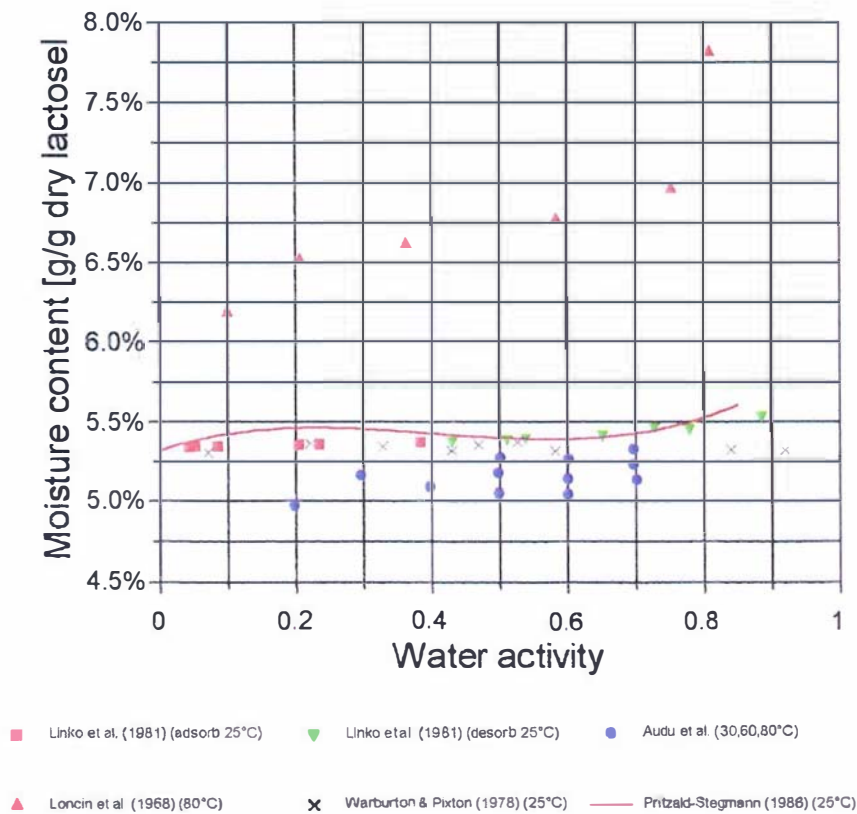 8.0%
7.5%
7.0%
6.5%
6.0%
5.5%
5.0%
4.5%
Moisture content [g/g dry lactosel
0 0.2 0.4 0.6 0.8 1
Water activity
Linko et al. (1981) (adsorb 25°C)
Linko etal (1981) (desorb 25°C)
Audu et al. (30,60,80°C)
Loncin et al (1968) (80°C)
Warburton & Pixton (1978) (25°C)
Pritzald-Stegmann (1986) (25°C)